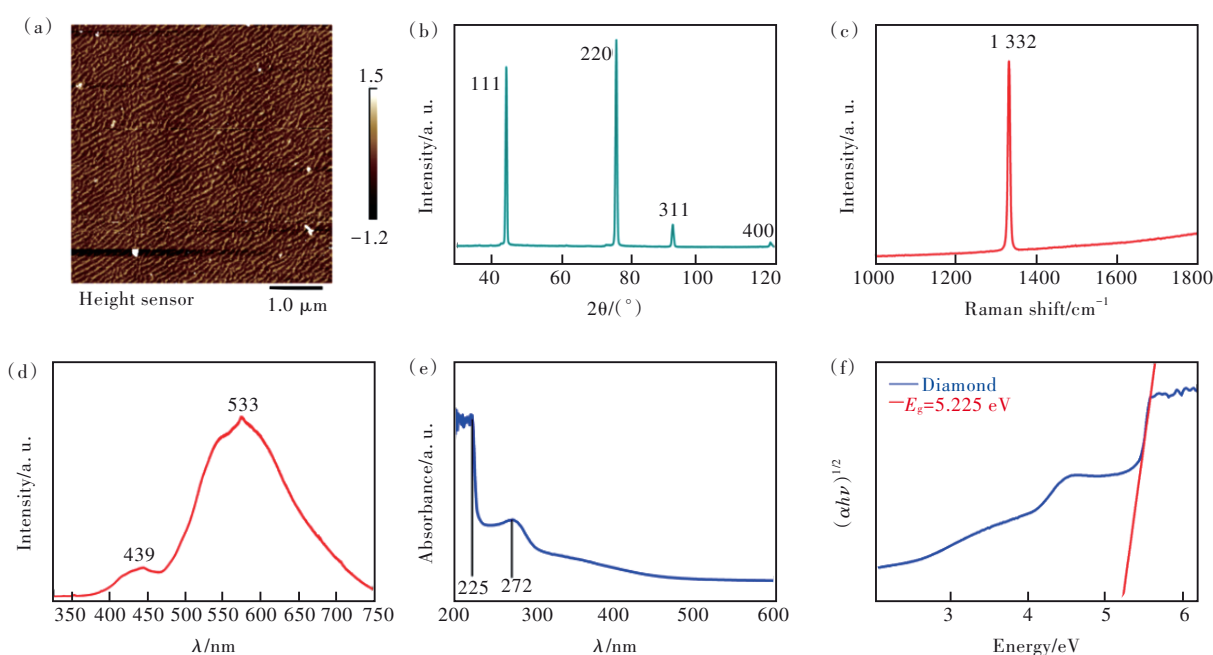 (a)
1.5
−1.2
Height sensor
1.0 μm
(b)
111
220
311
400
Intensity/a. u.
40
60
80
100
120
2θ/(°)
(c)
1 332
Intensity/a. u.
1000
1200
1400
1600
1800
Raman shift/cm⁻¹
(d)
439
533
Intensity/a. u.
350
400
450
500
550
600
650
700
750
λ/nm
(e)
225
272
Absorbance/a. u.
200
300
400
500
600
λ/nm
(f)
Diamond
Eg=5.225 eV
(αhν)^1/2
3
4
5
6
Energy/eV